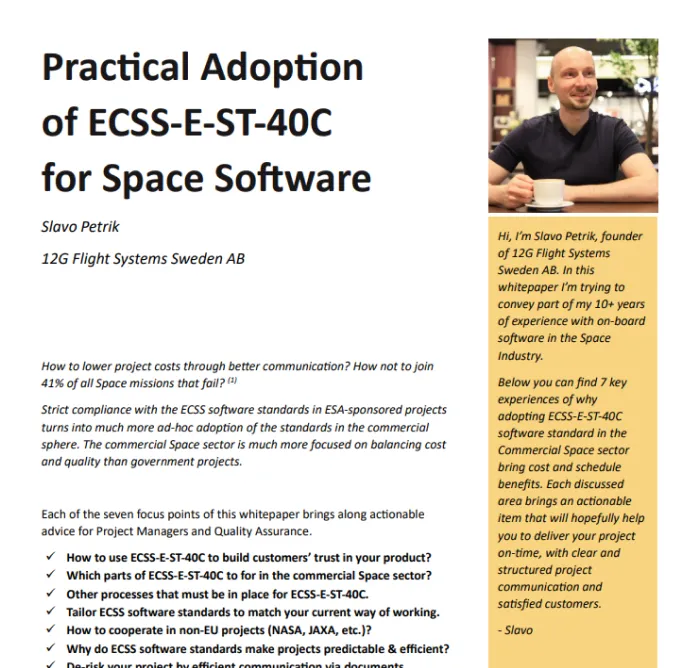 Practical Adoption
of ECSS-E-ST-40C
for Space Software
Slavo Petrik
12G Flight Systems Sweden AB
How to lower project costs through better communication? How not to join
41% of all Space missions that fail? (1)
Strict compliance with the ECSS software standards in ESA-sponsored projects
turns into much more ad-hoc adoption of the standards in the commercial
sphere. The commercial Space sector is much more focused on balancing cost
and quality than government projects.
Each of the seven focus points of this whitepaper brings along actionable
advice for Project Managers and Quality Assurance.
✓ How to use ECSS-E-ST-40C to build customers’ trust in your product?
✓ Which parts of ECSS-E-ST-40C to for in the commercial Space sector?
✓ Other processes that must be in place for ECSS-E-ST-40C.
✓ Tailor ECSS software standards to match your current way of working.
✓ How to cooperate in non-EU projects (NASA, JAXA, etc.)?
✓ Why do ECSS software standards make projects predictable & efficient?
✓ De-risk your project by efficient communication via documents
Hi, I’m Slavo Petrik, founder
of 12G Flight Systems
Sweden AB. In this
whitepaper I’m trying to
convey part of my 10+ years
of experience with on-board
software in the Space
Industry.
Below you can find 7 key
experiences of why
adopting ECSS-E-ST-40C
software standard in the
Commercial Space sector
bring cost and schedule
benefits. Each discussed
area brings an actionable
item that will hopefully help
you to deliver your project
on-time, with clear and
structured project
communication and
satisfied customers.
- Slavo